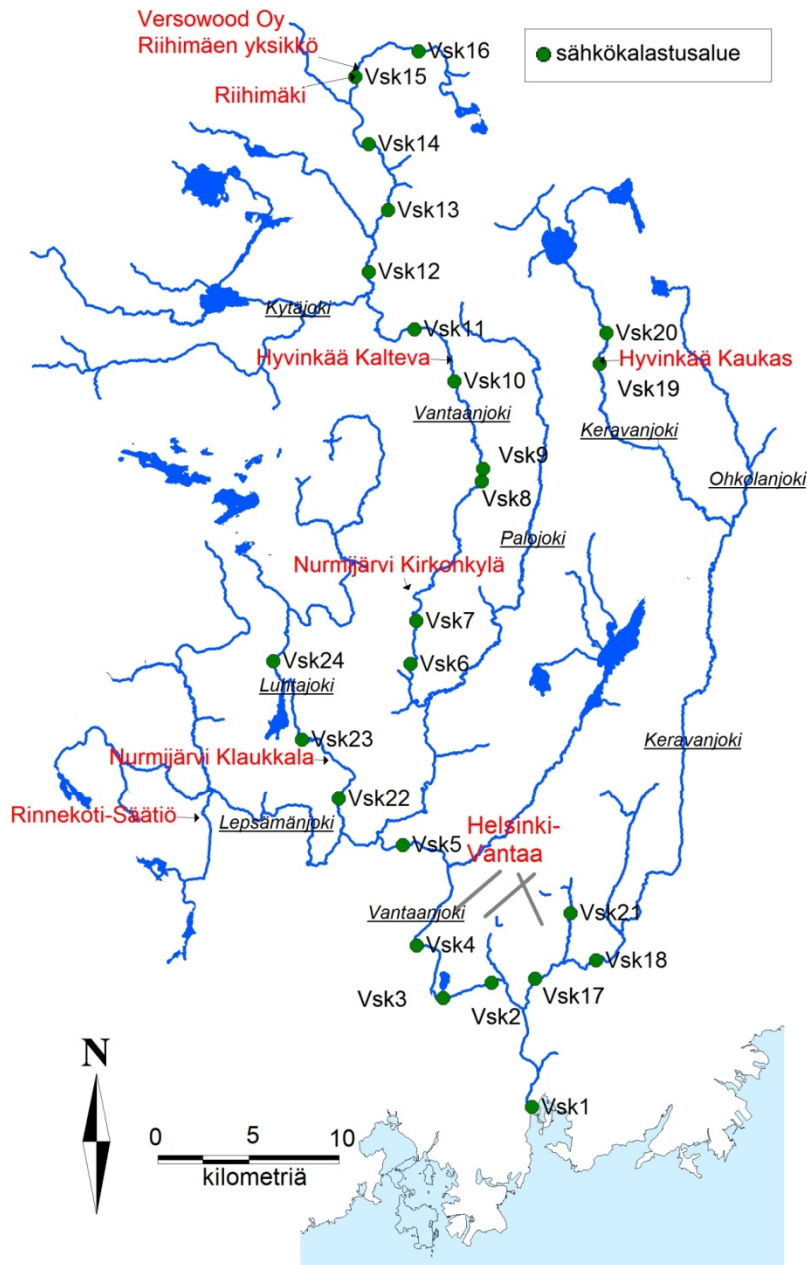 Versowood Oy
Riihimäen yksikkö
Vsk16
sähkökalastusalue
Vsk15
Riihimäki
Vsk14
Vsk13
Vsk12
Kytäjoki
Vsk11
Vsk20
Hyvinkää Kalteva
Hyvinkää Kaukas
Vsk10
Vsk19
Vantaanjoki
Keravanjoki
Vsk9
Ohkolanjoki
Vsk8
Palojoki
Nurmijärvi Kirkonkylä
Vsk7
Vsk24
Vsk6
Luhtajoki
Vsk23
Keravanjoki
Nurmijärvi Klaukkala
Vsk22
Rinnekoti-Säätiö
Lepsämänjoki
Helsinki-
Vantaa
Vsk5
Vantaanjoki
Vsk21
Vsk4
Vsk18
Vsk3
Vsk2
Vsk17
N
Vsk1
0 5 10
kilometriä